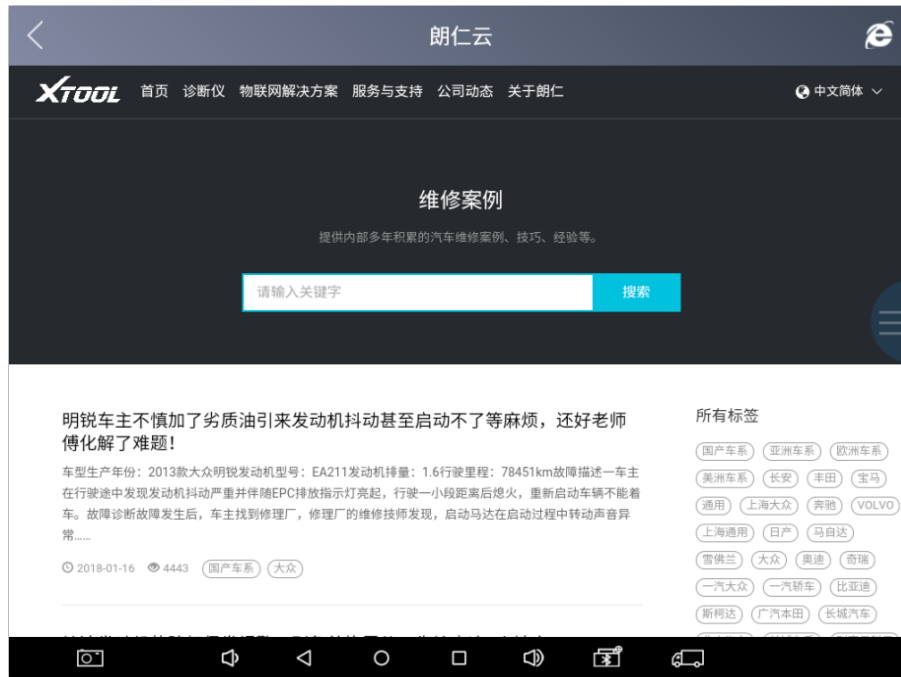 朗仁云
XTOOL 首页 诊断仪 物联网解决方案 服务与支持 公司动态 关于朗仁 中文简体
维修案例
提供内部多年积累的汽车维修案例、技巧、经验等。
请输入关键字 搜索
明锐车主不慎加了劣质油引来发动机抖动甚至启动不了等麻烦，还好老师
傅化解了难题！
车型生产年份：2013款大众明锐发动机型号：EA211发动机排量：1.6行驶里程：78451km故障描述一车主
在行驶途中发现发动机抖动严重并伴随EPC排放指示灯亮起，行驶一小段距离后熄火，重新启动车辆不能着
车。故障诊断故障发生后，车主找到修理厂，修理厂的维修技师发现，启动马达在启动过程中转动声音异
常......
2018-01-16 4443 国产车系 大众
所有标签
国产车系 亚洲车系 欧洲车系
美洲车系 长安 丰田 宝马
通用 上海大众 奔驰 VOLVO
上海通用 日产 马自达
雪佛兰 大众 奥迪 奇瑞
一汽大众 一汽轿车 比亚迪
斯柯达 广汽本田 长城汽车